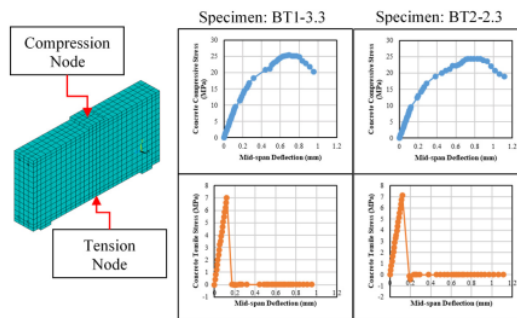 Specimen: BT1-3.3
Specimen: BT2-2.3
Compression
Node
Tension
Node
Concrete Compressive Stress
(MPa)
30
25
20
15
10
5
0
0 0.2 0.4 0.6 0.8 1 1.2
Mid-span Deflection (mm)
Concrete Compressive Stress
(MPa)
30
25
20
15
10
5
0
0 0.2 0.4 0.6 0.8 1 1.2
Mid-span Deflection (mm)
Concrete Tensile Stress (MPa)
8
7
6
5
4
3
2
1
0
-1
0 0.2 0.4 0.6 0.8 1 1.2
Mid-span Deflection (mm)
Concrete Tensile Stress (MPa)
8
7
6
5
4
3
2
1
0
-1
0 0.2 0.4 0.6 0.8 1 1.2
Mid-span Deflection (mm)